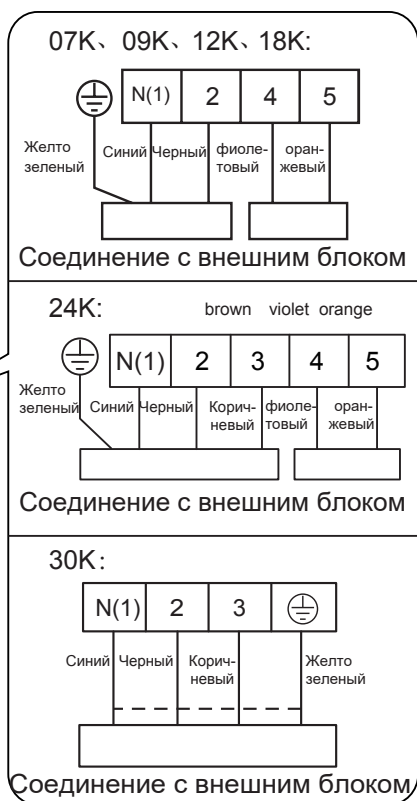 07K、09K、12K、18K:
N(1) 2 4 5
Желто
зеленый
Синий Черный фиоле-
товый
оран-
жевый
Соединение с внешним блоком
24K:
brown violet orange
N(1) 2 3 4 5
Желто
зеленый
Синий Черный Корич-
невый
фиоле-
товый
оран-
жевый
Соединение с внешним блоком
30K:
N(1) 2 3
Синий Черный Корич-
невый
Желто
зеленый
Соединение с внешним блоком